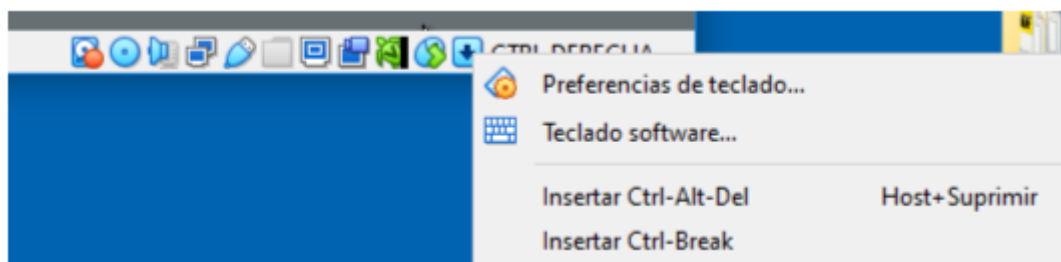 CTRL DERECHA
Preferencias de teclado...
Teclado software...
Insertar Ctrl-Alt-Del Host+Suprimir
Insertar Ctrl-Break